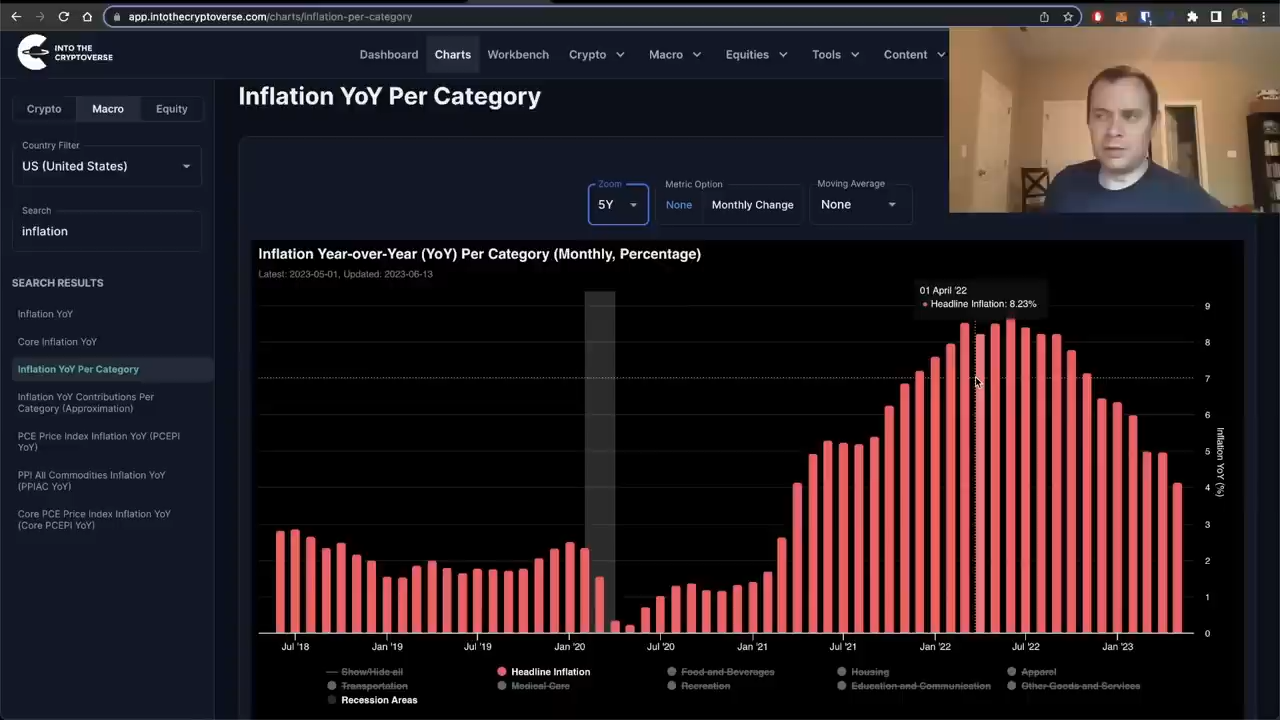 app.intothecryptoverse.com/charts/inflation-per-category
INTO THE
CRYPTOVERSE
Dashboard
Charts
Workbench
Crypto
Macro
Equities
Tools
Content
Crypto
Macro
Equity
Country Filter
US (United States)
Search
inflation
SEARCH RESULTS
Inflation YoY
Core Inflation YoY
Inflation YoY Per Category
Inflation YoY Contributions Per
Category (Approximation)
PCE Price Index Inflation YoY (PCEPI
YoY)
PPI All Commodities Inflation YoY
(PPIAC YoY)
Core PCE Price Index Inflation YoY
(Core PCEPI YoY)
Inflation YoY Per Category
Zoom
5Y
Metric Option
None
Monthly Change
Moving Average
None
Inflation Year-over-Year (YoY) Per Category (Monthly, Percentage)
Latest: 2023-05-01, Updated: 2023-06-13
01 April '22
Headline Inflation: 8.23%
9
8
7
6
5
4
3
2
1
0
Inflation YoY (%)
Jul '18
Jan '19
Jul '19
Jan '20
Jul '20
Jan '21
Jul '21
Jan '22
Jul '22
Jan '23
Show/Hide all
Headline Inflation
Food and Beverages
Housing
Apparel
Transportation
Medical Care
Recreation
Education and Communication
Other Goods and Services
Recession Areas